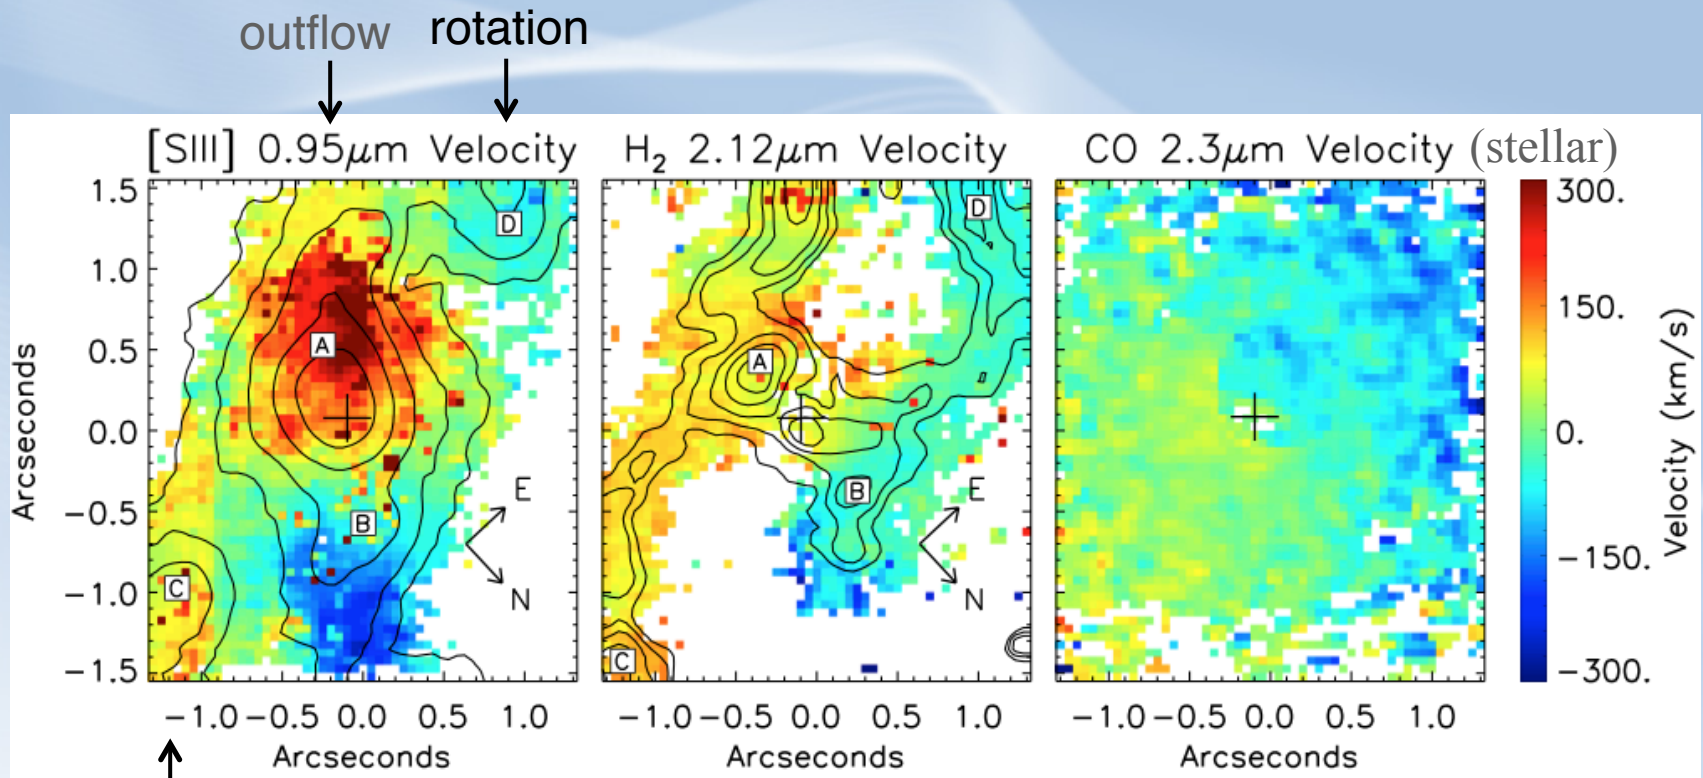 outflow rotation
[SIII] 0.95μm Velocity
H₂ 2.12μm Velocity
CO 2.3μm Velocity (stellar)
1.5
1.0
0.5
0.0
−0.5
−1.0
−1.5
Arcseconds
A
B
C
D
E
N
−1.0 −0.5 0.0 0.5 1.0
Arcseconds
A
B
C
D
E
N
−1.0 −0.5 0.0 0.5 1.0
Arcseconds
−1.0 −0.5 0.0 0.5 1.0
Arcseconds
300.
150.
0.
−150.
−300.
Velocity (km/s)